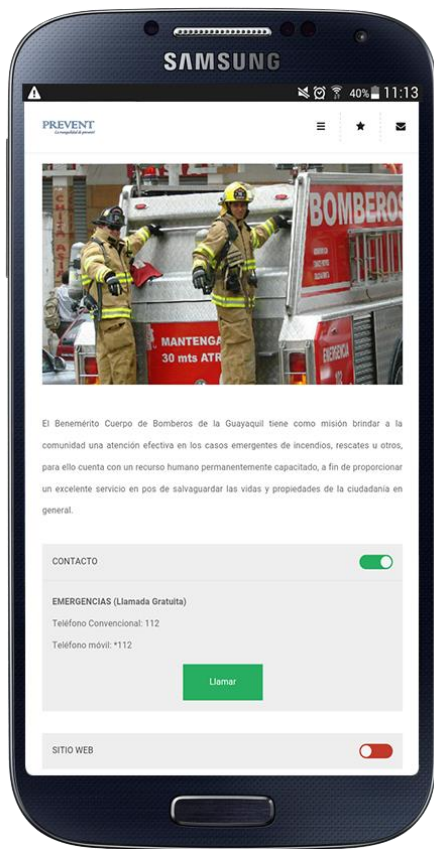 SAMSUNG
40% 11:13
PREVENT
CHITA ASIA
BOMBEROS
MANTENGA
30 mts ATR
EMERGENCIA
102
El Benemérito Cuerpo de Bomberos de la Guayaquil tiene como misión brindar a la
comunidad una atención efectiva en los casos emergentes de incendios, rescates u otros,
para ello cuenta con un recurso humano permanentemente capacitado, a fin de proporcionar
un excelente servicio en pos de salvaguardar las vidas y propiedades de la ciudadanía en
general.
CONTACTO
EMERGENCIAS (Llamada Gratuita)
Teléfono Convencional: 112
Teléfono móvil: *112
Llamar
SITIO WEB